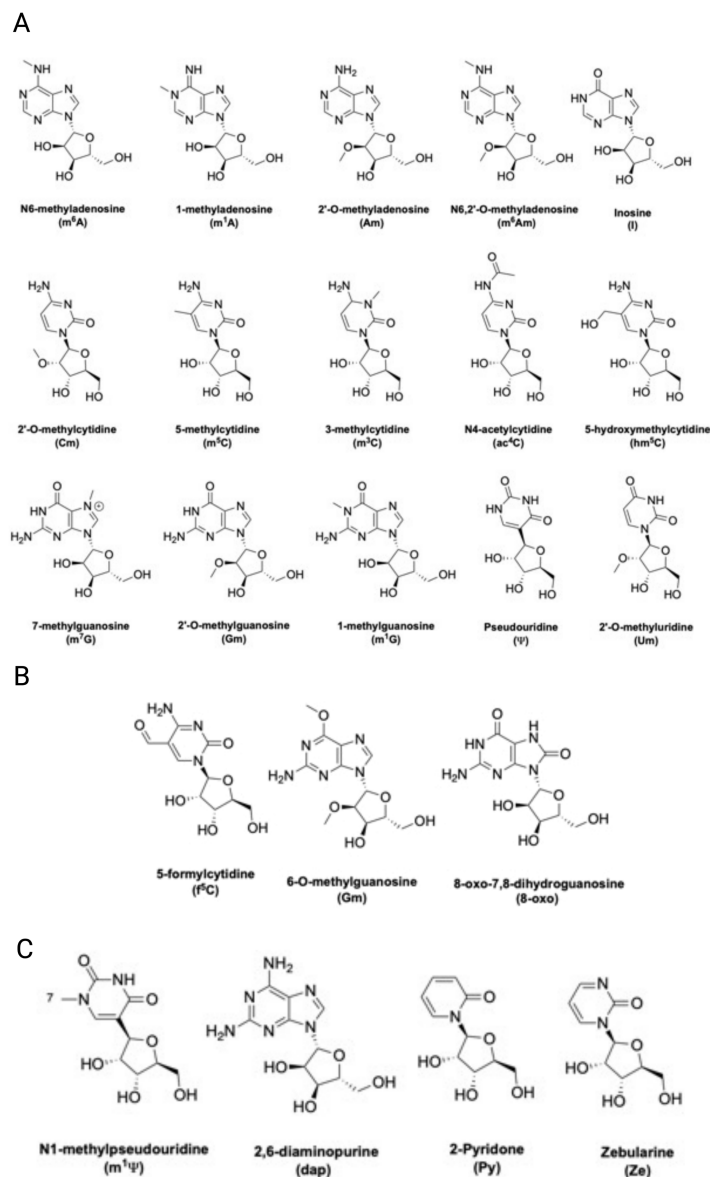 A
N6-methyladenosine
(m⁶A)
1-methyladenosine
(m¹A)
2'-O-methyladenosine
(Am)
N6,2'-O-methyladenosine
(m⁶Am)
Inosine
(I)
2'-O-methylcytidine
(Cm)
5-methylcytidine
(m⁵C)
3-methylcytidine
(m³C)
N4-acetylcytidine
(ac⁴C)
5-hydroxymethylcytidine
(hm⁵C)
7-methylguanosine
(m⁷G)
2'-O-methylguanosine
(Gm)
1-methylguanosine
(m¹G)
Pseudouridine
(Ψ)
2'-O-methyluridine
(Um)
B
5-formylcytidine
(f⁵C)
6-O-methylguanosine
(Gm)
8-oxo-7,8-dihydroguanosine
(8-oxo)
C
7
N1-methylpseudouridine
(m¹Ψ)
2,6-diaminopurine
(dap)
2-Pyridone
(Py)
Zebularine
(Ze)